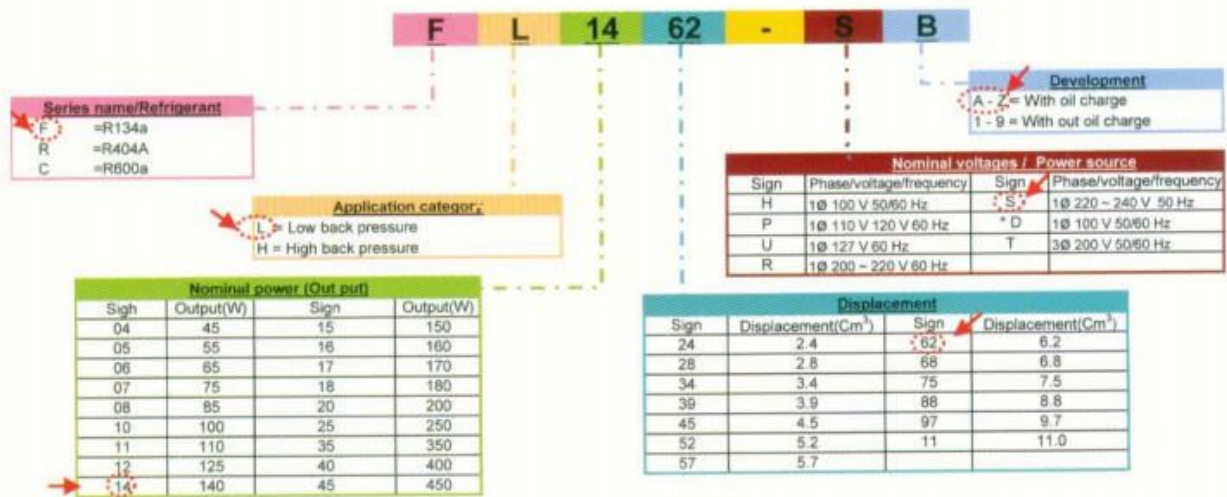 F L 14 62 - S B
Series name/Refrigerant
F =R134a
R =R404A
C =R600a
Development
A - Z = With oil charge
1 - 9 = With out oil charge
Application category
L = Low back pressure
H = High back pressure
Nominal voltages / Power source
Sign Phase/voltage/frequency Sign Phase/voltage/frequency
H 1Ø 100 V 50/60 Hz S 1Ø 220 ~ 240 V 50 Hz
P 1Ø 110 V 120 V 60 Hz * D 1Ø 100 V 50/60 Hz
U 1Ø 127 V 60 Hz T 3Ø 200 V 50/60 Hz
R 1Ø 200 ~ 220 V 60 Hz
Nominal power (Out put)
Sigh Output(W) Sign Output(W)
04 45 15 150
05 55 16 160
06 65 17 170
07 75 18 180
08 85 20 200
10 100 25 250
11 110 35 350
12 125 40 400
14 140 45 450
Displacement
Sign Displacement(Cm³) Sign Displacement(Cm³)
24 2.4 62 6.2
28 2.8 68 6.8
34 3.4 75 7.5
39 3.9 88 8.8
45 4.5 97 9.7
52 5.2 11 11.0
57 5.7